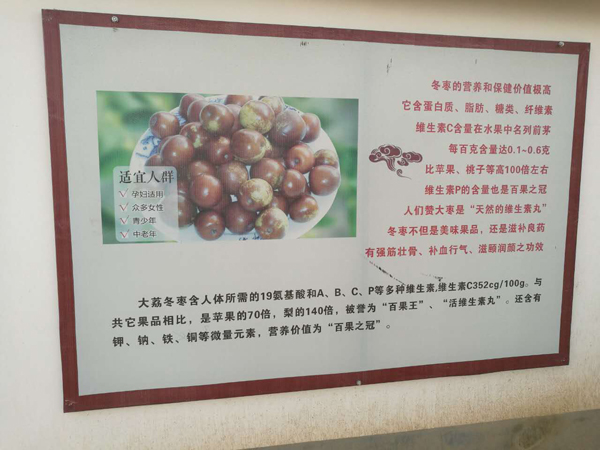 适宜人群
孕妇适用
众多女性
青少年
中老年
冬枣的营养和保健价值极高
它含蛋白质、脂肪、糖类、纤维素
维生素C含量在水果中名列前茅
每百克含量达0.1~0.6克
比苹果、桃子等高100倍左右
维生素P的含量也是百果之冠
人们赞大枣是“天然的维生素丸”
冬枣不但是美味果品，还是滋补良药
有强筋壮骨、补血行气、滋颐润颜之功效
大荔冬枣含人体所需的19氨基酸和A、B、C、P等多种维生素,维生素C352cg/100g。与
共它果品相比，是苹果的70倍，梨的140倍，被誉为“百果王”、“活维生素丸”。还含有
钾、钠、铁、铜等微量元素，营养价值为“百果之冠”。